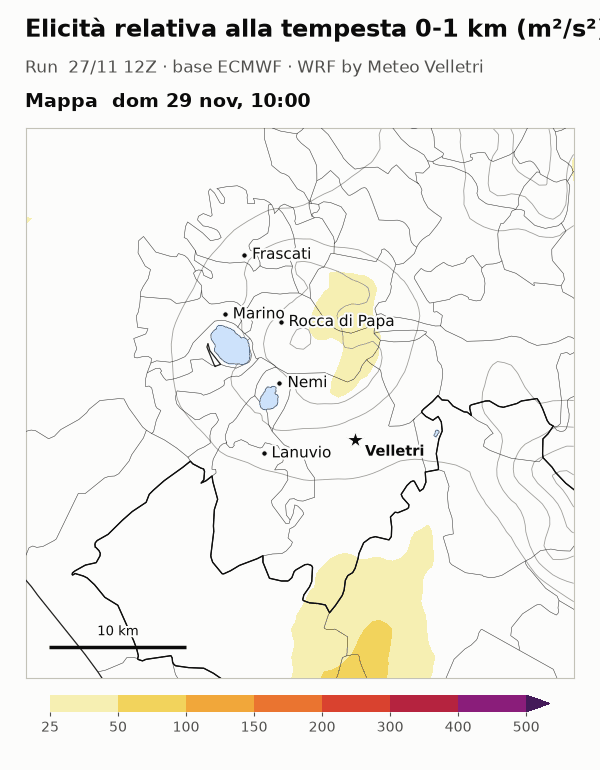 Elicità relativa alla tempesta 0-1 km (m²/s²)
Run 27/11 12Z · base ECMWF · WRF by Meteo Velletri
Mappa dom 29 nov, 10:00
Frascati
Marino
Rocca di Papa
Nemi
Velletri
Lanuvio
10 km
25 50 100 150 200 300 400 500